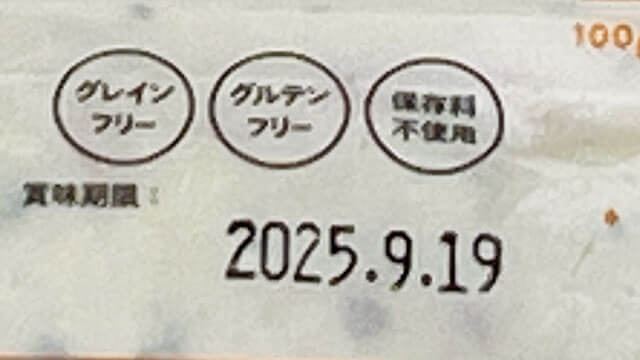 100g
グレイン
フリー
グルテン
フリー
保存料
不使用
賞味期限：
2025.9.19